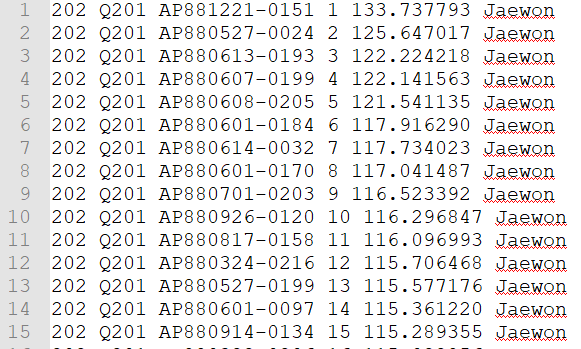 1 202 Q201 AP881221-0151 1 133.737793 Jaewon
2 202 Q201 AP880527-0024 2 125.647017 Jaewon
3 202 Q201 AP880613-0193 3 122.224218 Jaewon
4 202 Q201 AP880607-0199 4 122.141563 Jaewon
5 202 Q201 AP880608-0205 5 121.541135 Jaewon
6 202 Q201 AP880601-0184 6 117.916290 Jaewon
7 202 Q201 AP880614-0032 7 117.734023 Jaewon
8 202 Q201 AP880601-0170 8 117.041487 Jaewon
9 202 Q201 AP880701-0203 9 116.523392 Jaewon
10 202 Q201 AP880926-0120 10 116.296847 Jaewon
11 202 Q201 AP880817-0158 11 116.096993 Jaewon
12 202 Q201 AP880324-0216 12 115.706468 Jaewon
13 202 Q201 AP880527-0199 13 115.577176 Jaewon
14 202 Q201 AP880601-0097 14 115.361220 Jaewon
15 202 Q201 AP880914-0134 15 115.289355 Jaewon